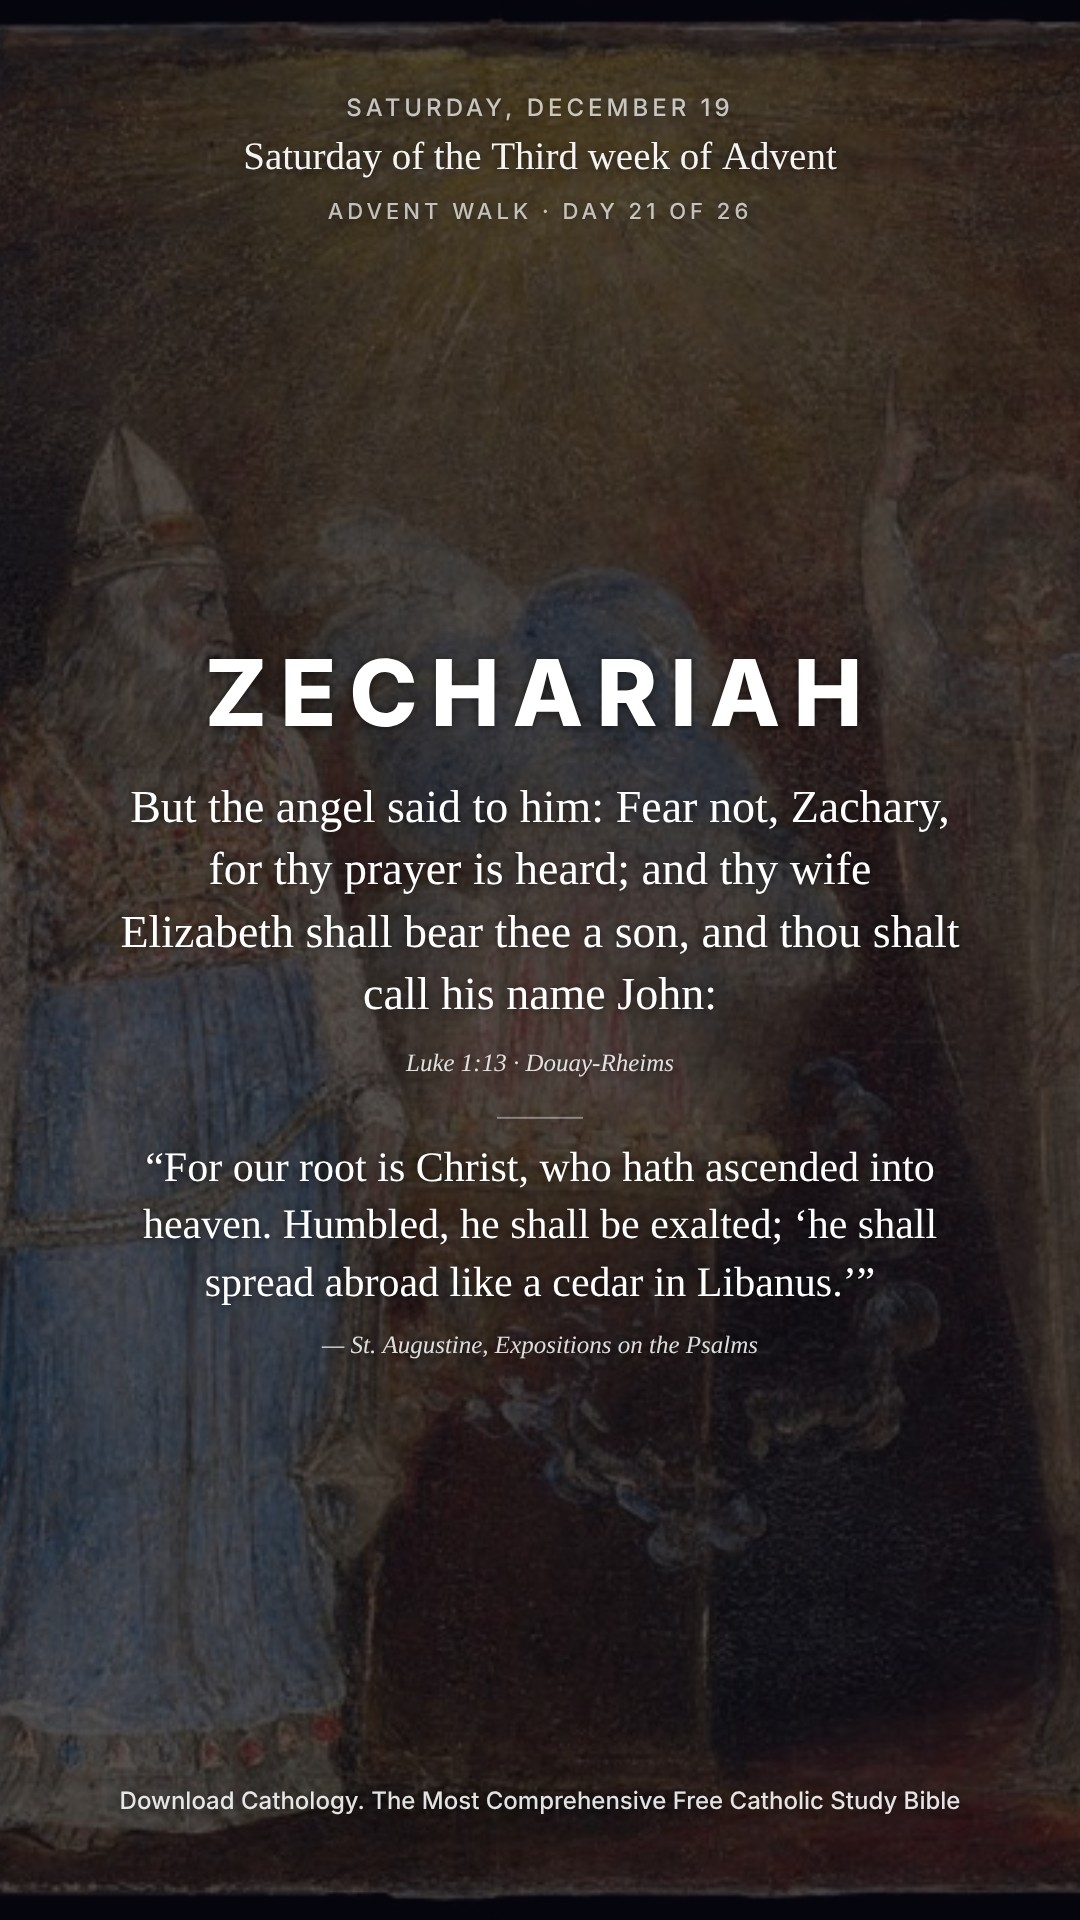 SATURDAY, DECEMBER 19
Saturday of the Third week of Advent
ADVENT WALK · DAY 21 OF 26
ZECHARIAH
But the angel said to him: Fear not, Zachary,
for thy prayer is heard; and thy wife
Elizabeth shall bear thee a son, and thou shalt
call his name John:
Luke 1:13 · Douay-Rheims
“For our root is Christ, who hath ascended into
heaven. Humbled, he shall be exalted; ‘he shall
spread abroad like a cedar in Libanus.’”
— St. Augustine, Expositions on the Psalms
Download Cathology. The Most Comprehensive Free Catholic Study Bible